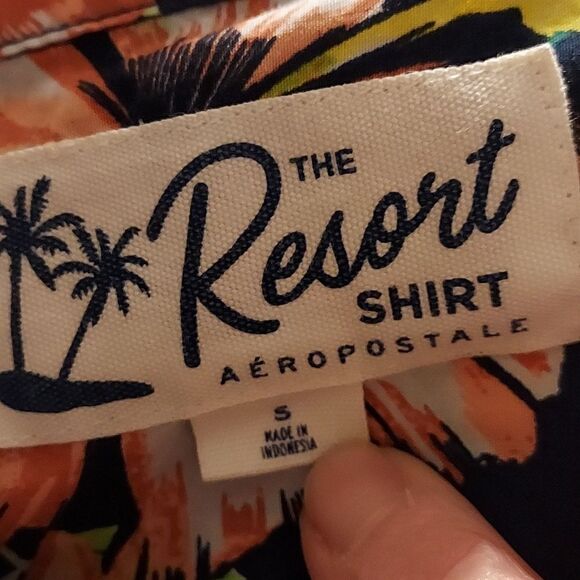 THE
Resort
SHIRT
AÉROPOSTALE
S
MADE IN
INDONESIA